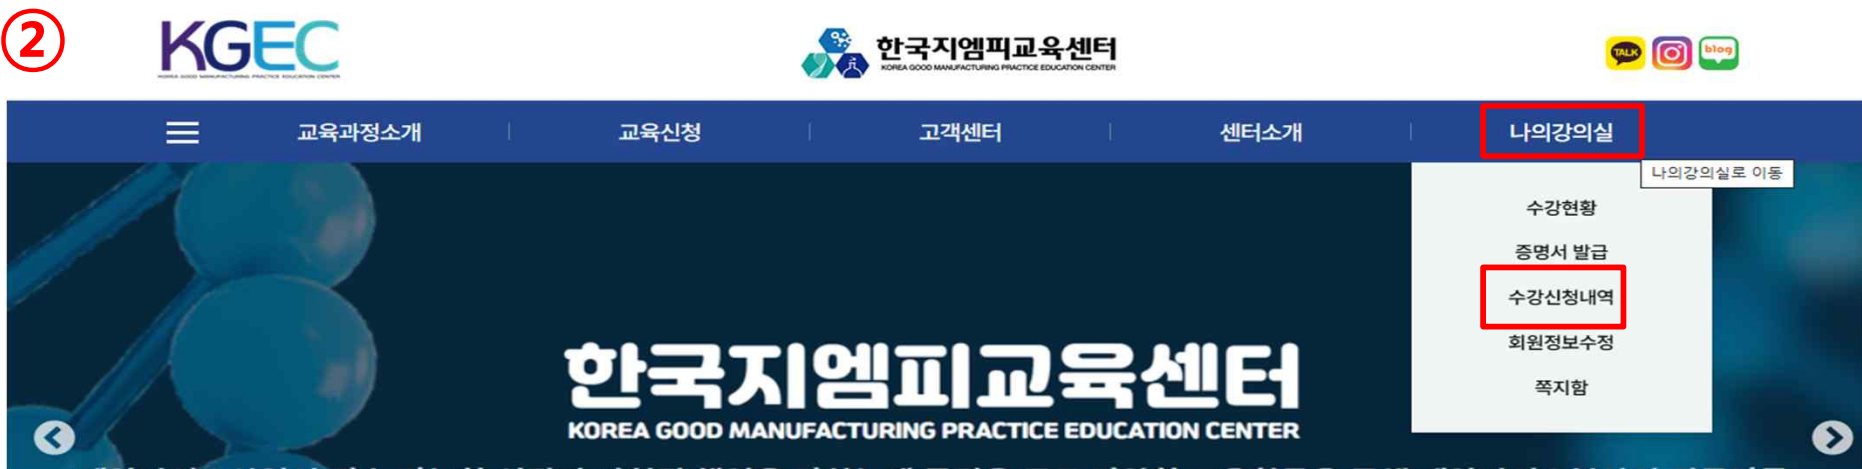 ②
KGEC
KOREA GOOD MANUFACTURING PRACTICE EDUCATION CENTER
한국지엠피교육센터
KOREA GOOD MANUFACTURING PRACTICE EDUCATION CENTER
TALK
blog
교육과정소개 교육신청 고객센터 센터소개 나의강의실
나의강의실로 이동
수강현황
증명서 발급
수강신청내역
회원정보수정
쪽지함
한국지엠피교육센터
KOREA GOOD MANUFACTURING PRACTICE EDUCATION CENTER